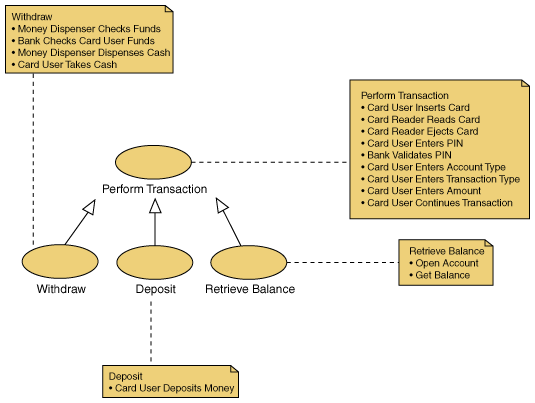 Withdraw
• Money Dispenser Checks Funds
• Bank Checks Card User Funds
• Money Dispenser Dispenses Cash
• Card User Takes Cash
Perform Transaction
• Card User Inserts Card
• Card Reader Reads Card
• Card Reader Ejects Card
• Card User Enters PIN
• Bank Validates PIN
• Card User Enters Account Type
• Card User Enters Transaction Type
• Card User Enters Amount
• Card User Continues Transaction
Perform Transaction
Withdraw
Deposit
Retrieve Balance
Retrieve Balance
• Open Account
• Get Balance
Deposit
• Card User Deposits Money